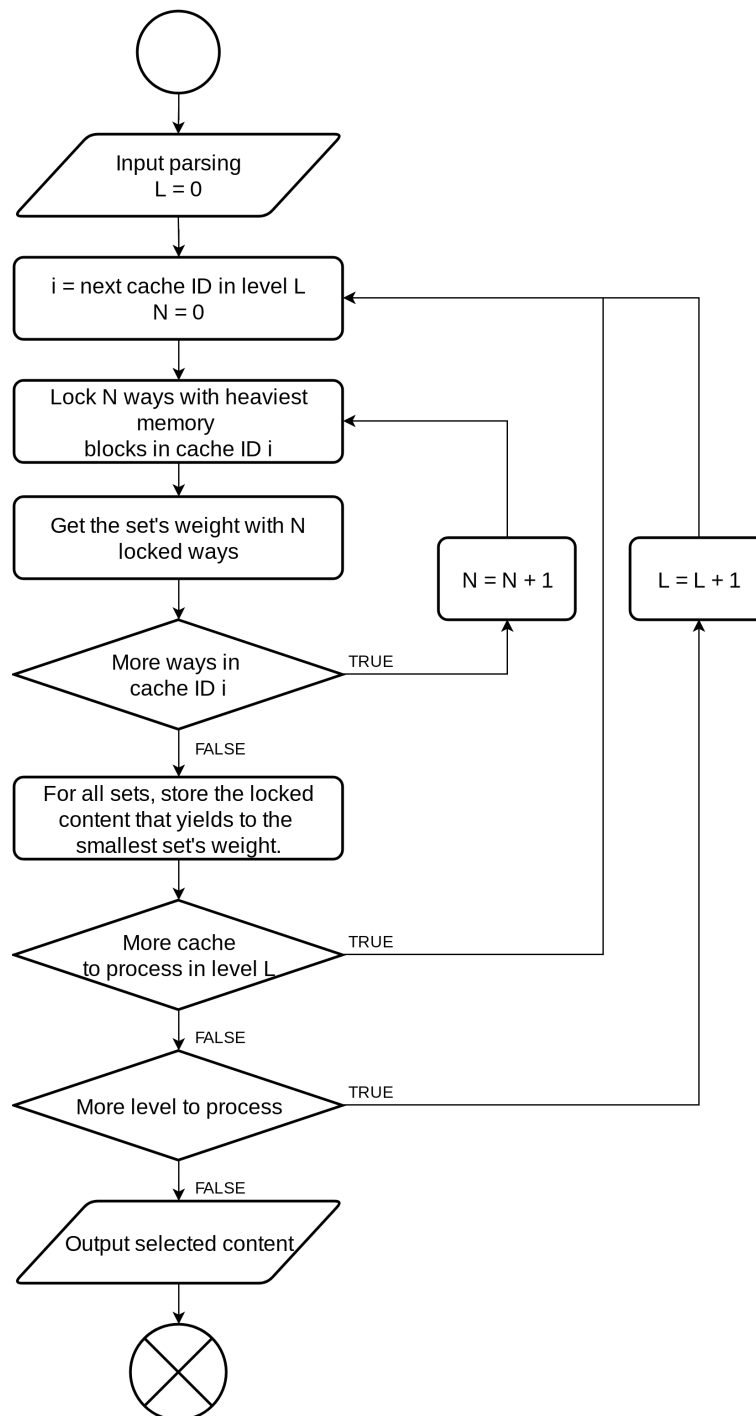 Input parsing
L = 0
i = next cache ID in level L
N = 0
Lock N ways with heaviest
memory
blocks in cache ID i
Get the set's weight with N
locked ways
N = N + 1
L = L + 1
More ways in
cache ID i
TRUE
FALSE
For all sets, store the locked
content that yields to the
smallest set's weight.
More cache
to process in level L
TRUE
FALSE
More level to process
TRUE
FALSE
Output selected content